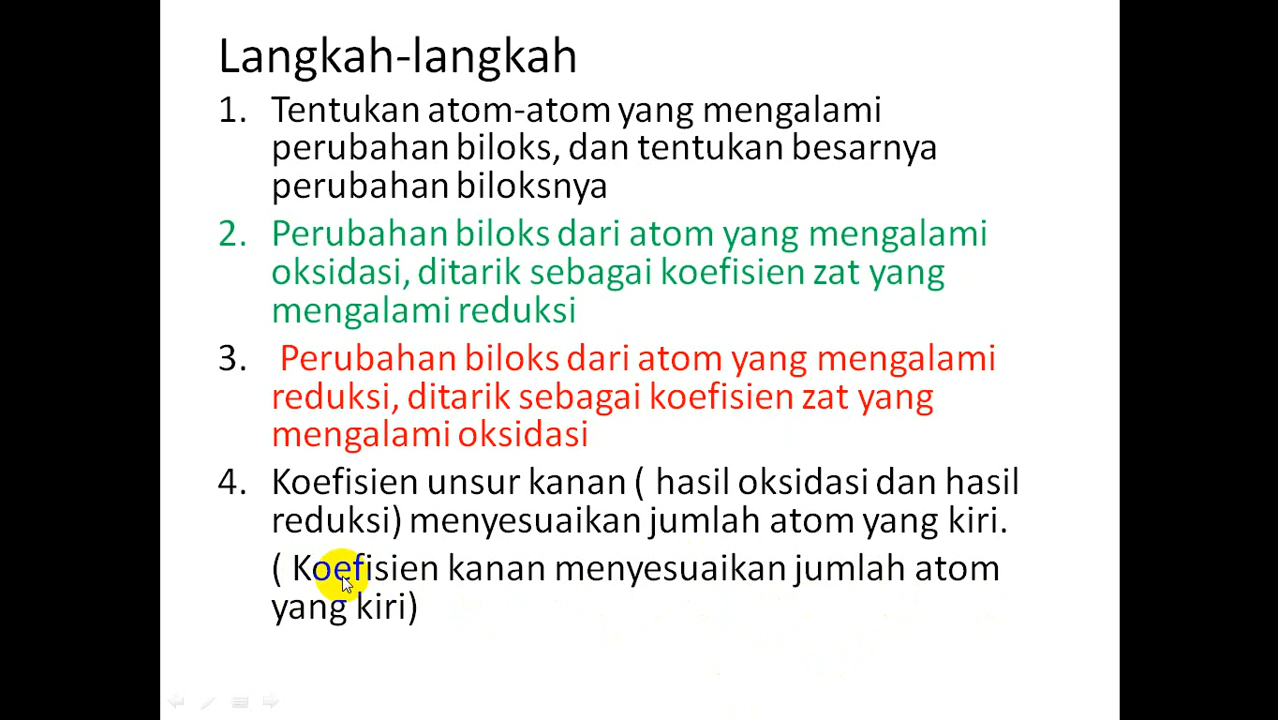 Langkah-langkah
1. Tentukan atom-atom yang mengalami
perubahan biloks, dan tentukan besarnya
perubahan biloksnya
2. Perubahan biloks dari atom yang mengalami
oksidasi, ditarik sebagai koefisien zat yang
mengalami reduksi
3. Perubahan biloks dari atom yang mengalami
reduksi, ditarik sebagai koefisien zat yang
mengalami oksidasi
4. Koefisien unsur kanan ( hasil oksidasi dan hasil
reduksi) menyesuaikan jumlah atom yang kiri.
( Koefisien kanan menyesuaikan jumlah atom
yang kiri)